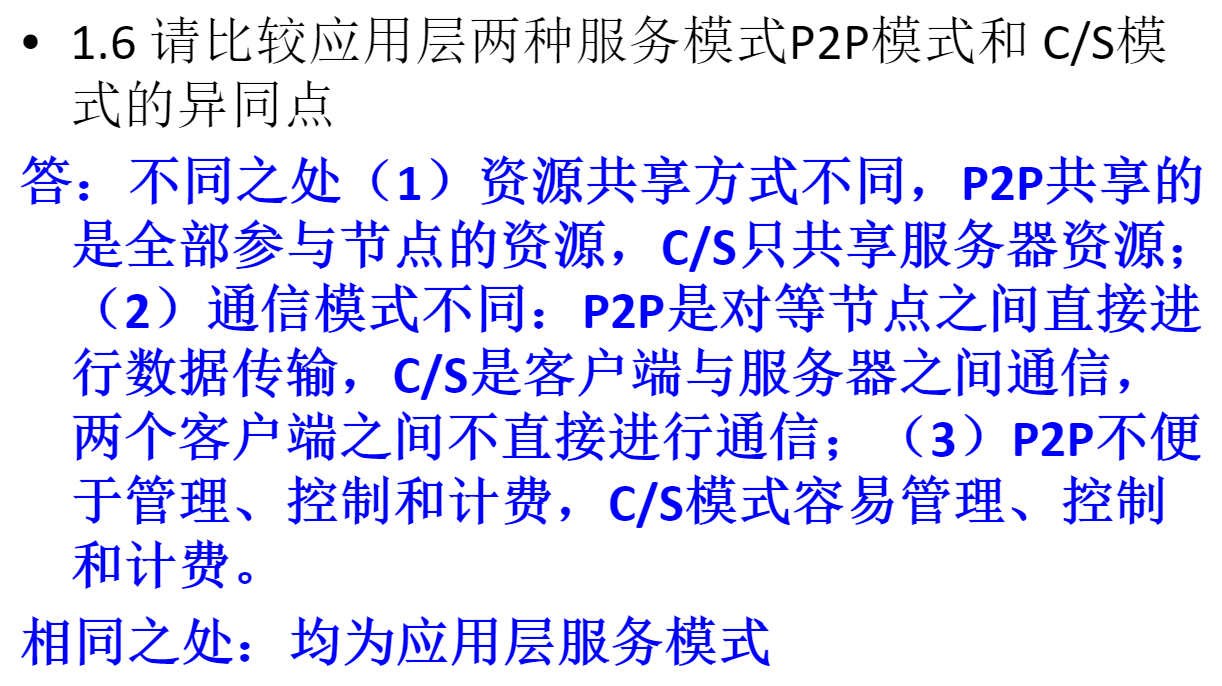 • 1.6 请比较应用层两种服务模式P2P模式和 C/S模
式的异同点
答：不同之处（1）资源共享方式不同，P2P共享的
是全部参与节点的资源，C/S只共享服务器资源；
（2）通信模式不同：P2P是对等节点之间直接进
行数据传输，C/S是客户端与服务器之间通信，
两个客户端之间不直接进行通信；（3）P2P不便
于管理、控制和计费，C/S模式容易管理、控制
和计费。
相同之处：均为应用层服务模式